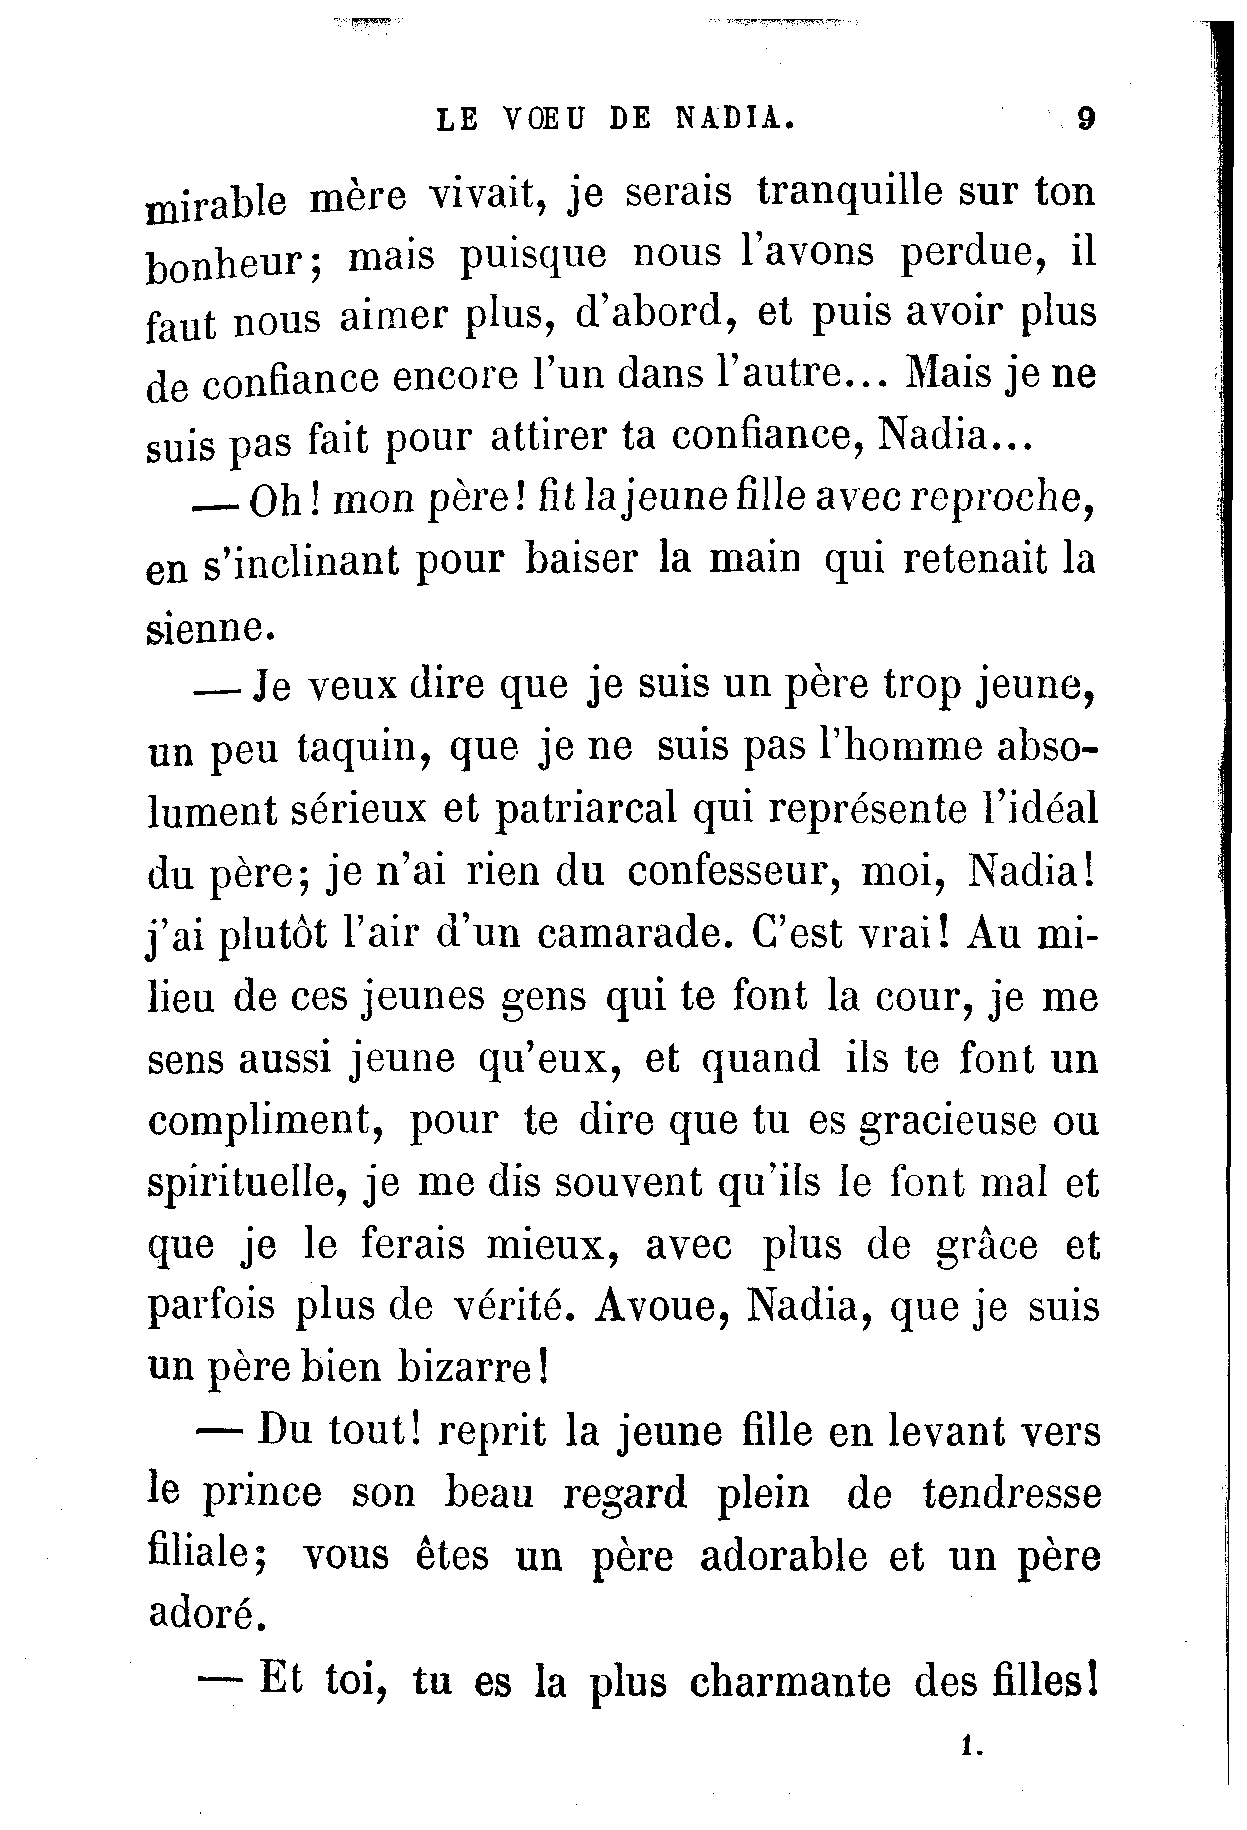 LE VŒU DE NADIA. 9
mirable mère vivait, je serais tranquille sur ton
bonheur; mais puisque nous l'avons perdue, il
faut nous aimer plus, d'abord, et puis avoir plus
de confiance encore l'un dans l'autre... Mais je ne
suis pas fait pour attirer ta confiance, Nadia...
— Oh! mon père! fit la jeune fille avec reproche,
en s'inclinant pour baiser la main qui retenait la
sienne.
— Je veux dire que je suis un père trop jeune,
un peu taquin, que je ne suis pas l'homme abso-
lument sérieux et patriarcal qui représente l'idéal
du père; je n'ai rien du confesseur, moi, Nadia!
j'ai plutôt l'air d'un camarade. C'est vrai! Au mi-
lieu de ces jeunes gens qui te font la cour, je me
sens aussi jeune qu'eux, et quand ils te font un
compliment, pour te dire que tu es gracieuse ou
spirituelle, je me dis souvent qu'ils le font mal et
que je le ferais mieux, avec plus de grâce et
parfois plus de vérité. Avoue, Nadia, que je suis
un père bien bizarre!
— Du tout! reprit la jeune fille en levant vers
le prince son beau regard plein de tendresse
filiale; vous êtes un père adorable et un père
adoré.
— Et toi, tu es la plus charmante des filles!
1.